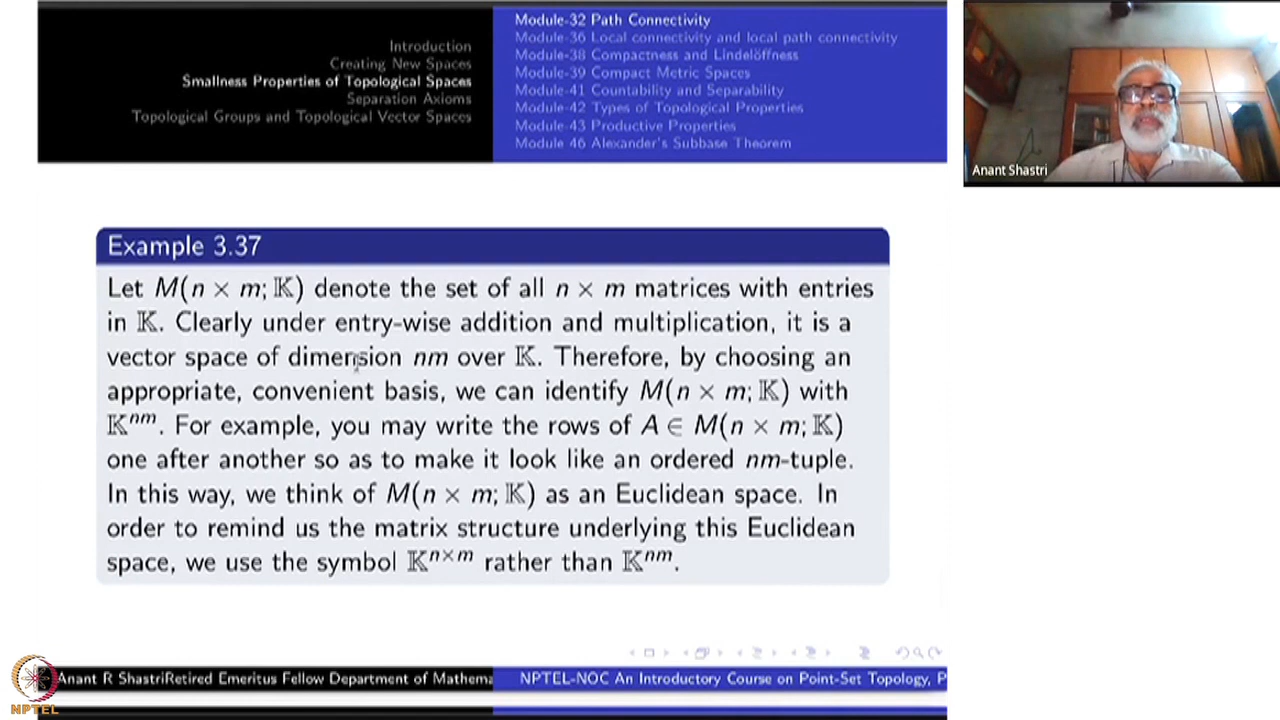 Introduction
Creating New Spaces
Smallness Properties of Topological Spaces
Separation Axioms
Topological Groups and Topological Vector Spaces
Module-32 Path Connectivity
Module-36 Local connectivity and local path connectivity
Module-38 Compactness and Lindelöffness
Module-39 Compact Metric Spaces
Module-41 Countability and Separability
Module-42 Types of Topological Properties
Module-43 Productive Properties
Module 46 Alexander's Subbase Theorem
Anant Shastri
Example 3.37
Let M(n × m; 𝕂) denote the set of all n × m matrices with entries
in 𝕂. Clearly under entry-wise addition and multiplication, it is a
vector space of dimension nm over 𝕂. Therefore, by choosing an
appropriate, convenient basis, we can identify M(n × m; 𝕂) with
𝕂ⁿᵐ. For example, you may write the rows of A ∈ M(n × m; 𝕂)
one after another so as to make it look like an ordered nm-tuple.
In this way, we think of M(n × m; 𝕂) as an Euclidean space. In
order to remind us the matrix structure underlying this Euclidean
space, we use the symbol 𝕂ⁿˣᵐ rather than 𝕂ⁿᵐ.
Anant R ShastriRetired Emeritus Fellow Department of Mathema
NPTEL-NOC An Introductory Course on Point-Set Topology, P
NPTEL